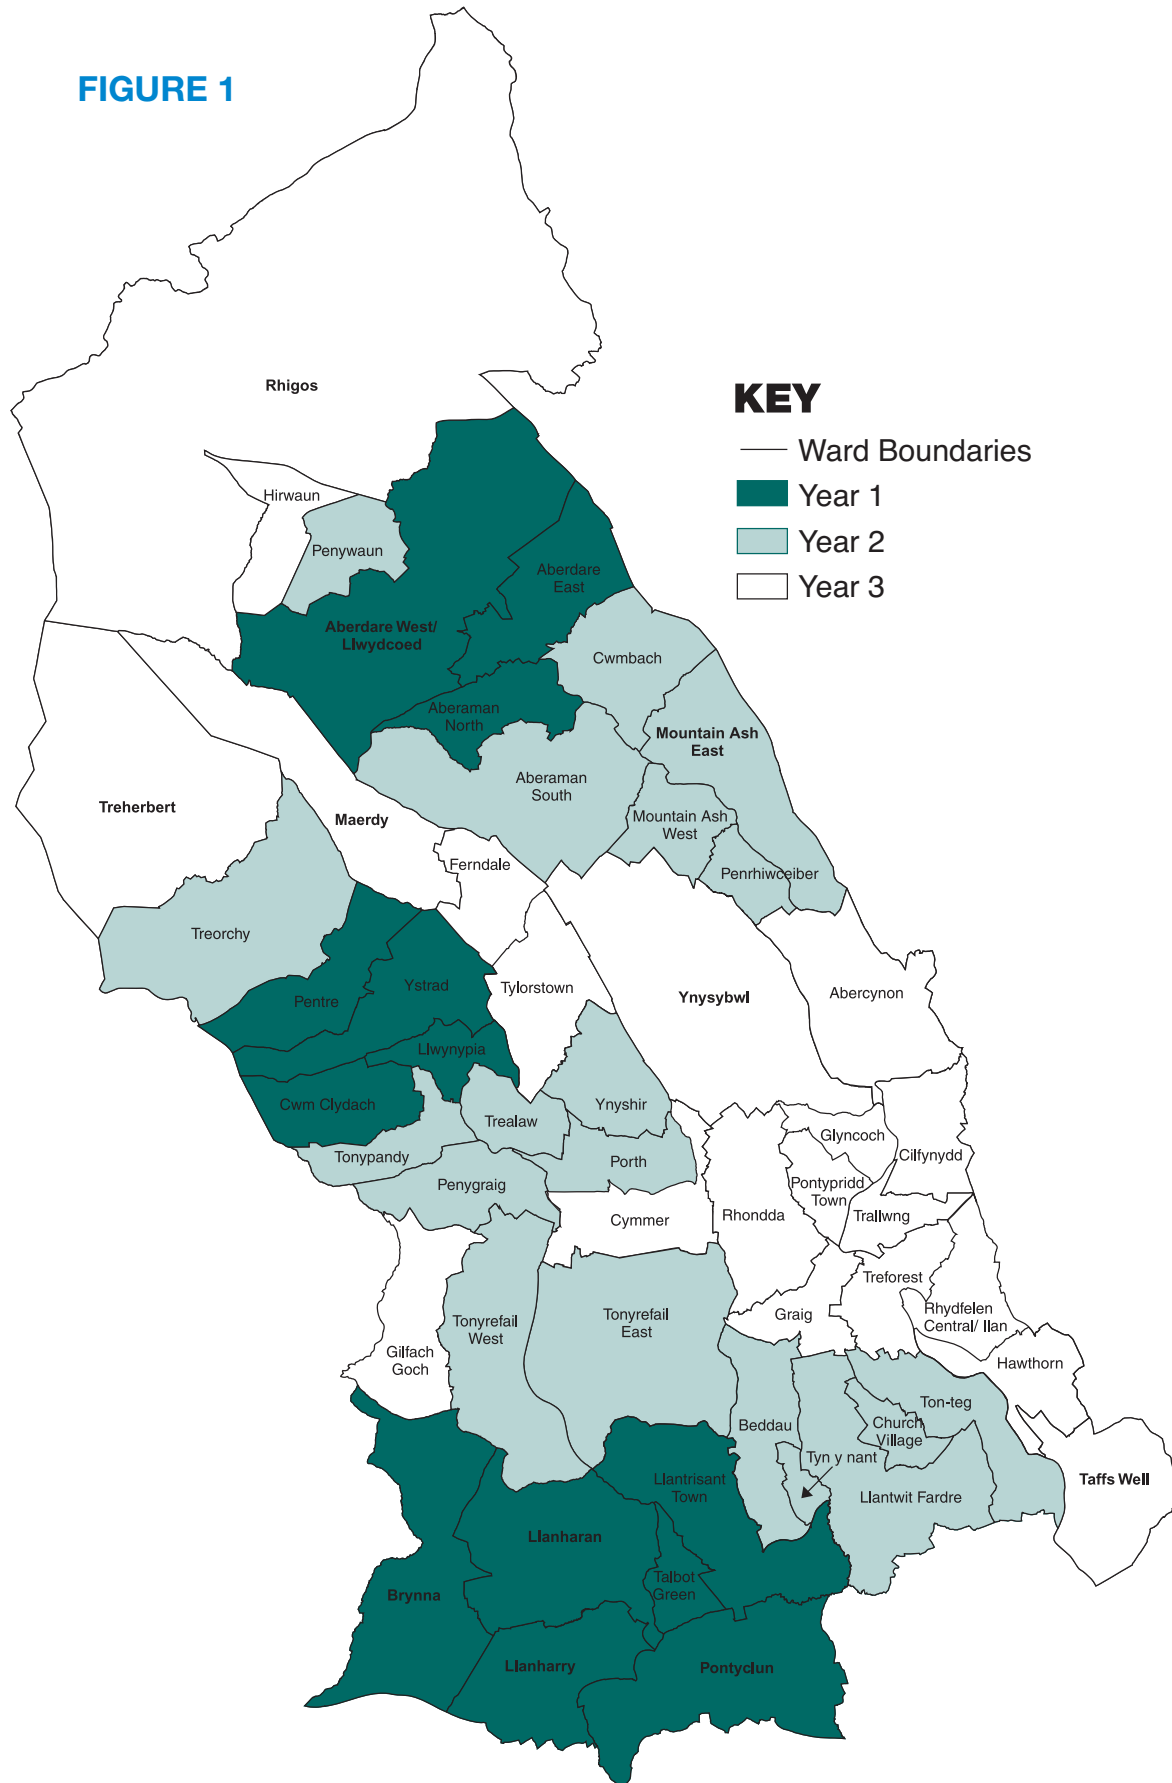 FIGURE 1
KEY
Ward Boundaries
Year 1
Year 2
Year 3
Rhigos
Hirwaun
Penywaun
Aberdare
East
Aberdare West/
Llwydcoed
Cwmbach
Aberaman
North
Mountain Ash
East
Aberaman
South
Treherbert
Maerdy
Mountain Ash
West
Ferndale
Penrhiwceiber
Treorchy
Ystrad
Tylorstown
Pentre
Ynysybwl
Abercynon
Llwynypia
Cwm Clydach
Ynyshir
Trealaw
Glyncoch
Cilfynydd
Tonypandy
Porth
Penygraig
Pontypridd
Town
Cymmer
Rhondda
Trallwng
Treforest
Tonyrefail
West
Tonyrefail
East
Graig
Rhydfelen
Central/ Ilan
Gilfach
Goch
Hawthorn
Ton-teg
Beddau
Church
Village
Tyn y nant
Llantrisant
Town
Llantwit Fardre
Taffs Well
Llanharan
Talbot
Green
Brynna
Llanharry
Pontyclun